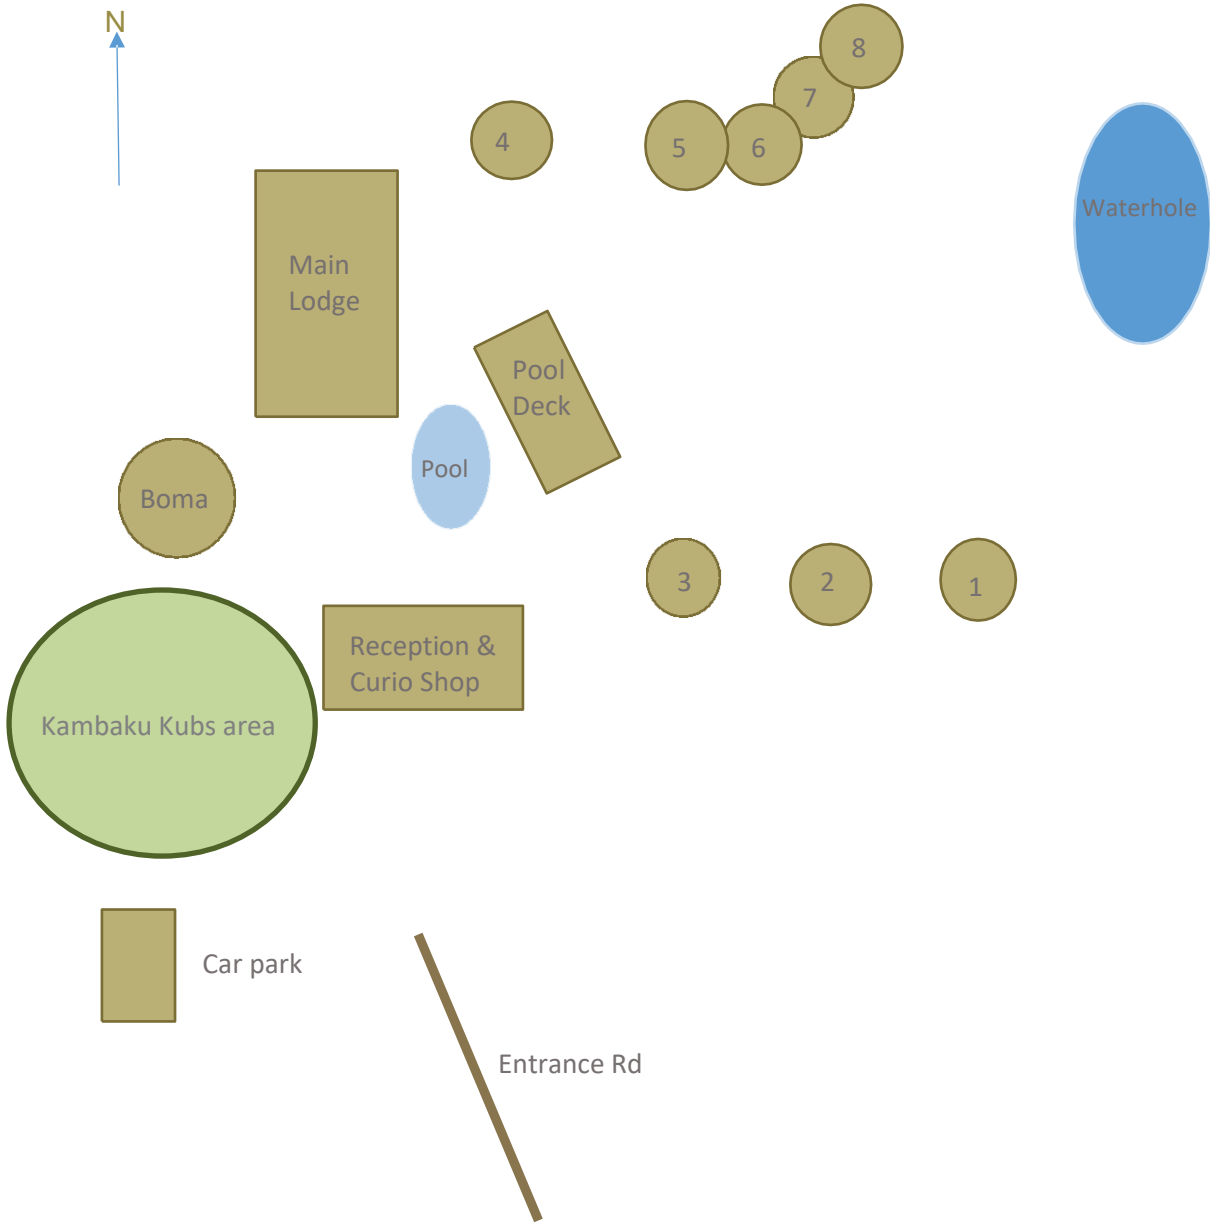 N
8
7
4
5
6
Waterhole
Main
Lodge
Pool
Deck
Pool
Boma
3
2
1
Reception &
Curio Shop
Kambaku Kubs area
Car park
Entrance Rd